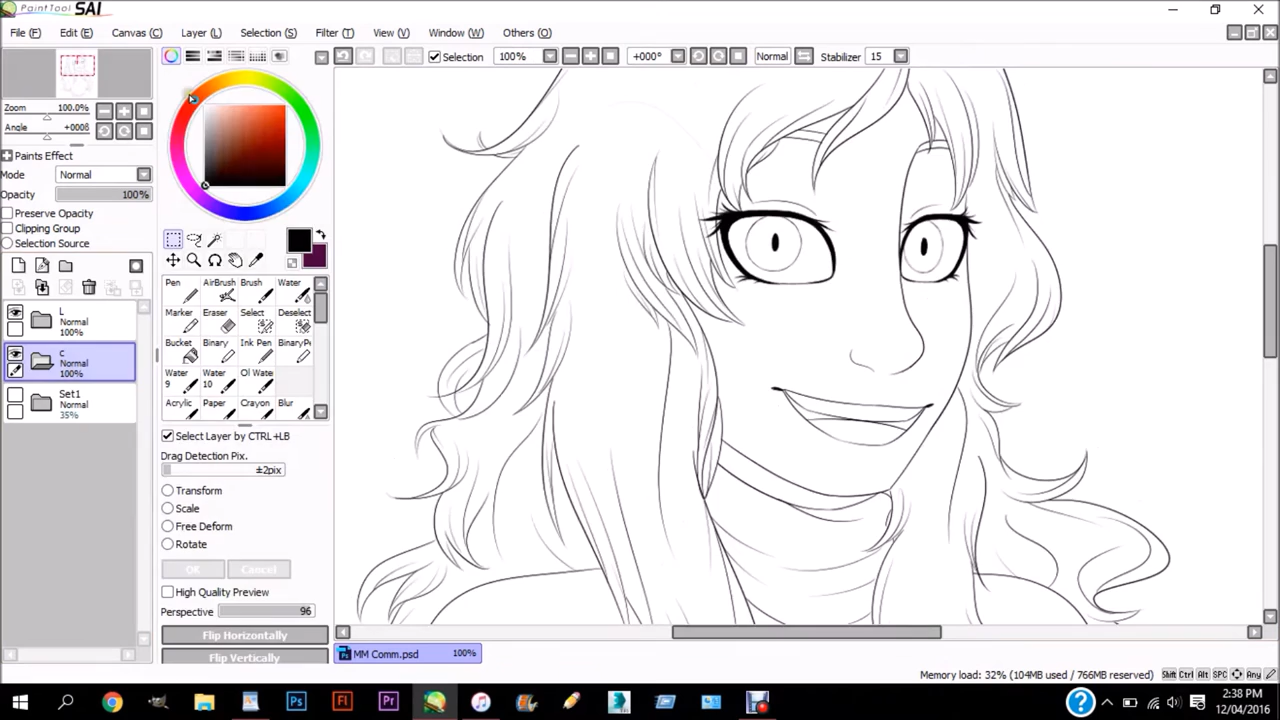 PaintTool SAI
File (F) Edit (E) Canvas (C) Layer (L) Selection (S) Filter (T) View (V) Window (W) Others (O)
Selection 100% +000° Normal Stabilizer 15
Zoom 100.0%
Angle +000°
Paints Effect
Mode Normal
Opacity 100%
Preserve Opacity
Clipping Group
Selection Source
L
Normal
100%
C
Normal
100%
Set1
Normal
35%
Pen AirBrush Brush Water
Marker Eraser Select Deselect
Bucket Binary Ink Pen BinaryPe
Water 9 Water 10 Ol Wate
Acrylic Paper Crayon Blur
Select Layer by CTRL +LB
Drag Detection Pix.
±2pix
Transform
Scale
Free Deform
Rotate
OK Cancel
High Quality Preview
Perspective 96
Flip Horizontally
Flip Vertically
MM Comm.psd 100%
Memory load: 32% (104MB used / 766MB reserved) Shift Ctrl Alt SPC Any
Ps Fl Pr
?
2:38 PM
12/04/2016